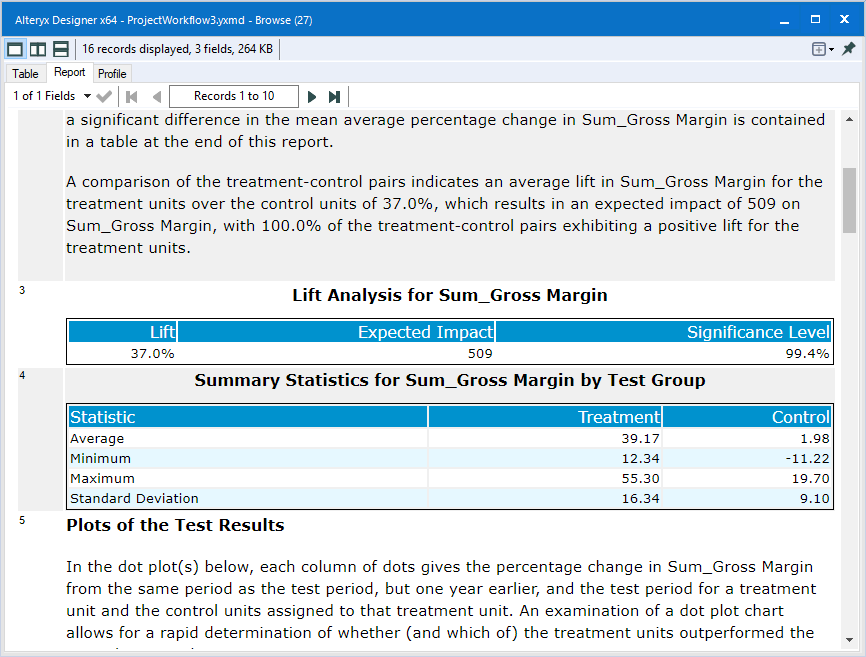 Alteryx Designer x64 - ProjectWorkflow3.yxmd - Browse (27)
16 records displayed, 3 fields, 264 KB
Table Report Profile
1 of 1 Fields Records 1 to 10
a significant difference in the mean average percentage change in Sum_Gross Margin is contained
in a table at the end of this report.
A comparison of the treatment-control pairs indicates an average lift in Sum_Gross Margin for the
treatment units over the control units of 37.0%, which results in an expected impact of 509 on
Sum_Gross Margin, with 100.0% of the treatment-control pairs exhibiting a positive lift for the
treatment units.
3 Lift Analysis for Sum_Gross Margin
Lift Expected Impact Significance Level
37.0% 509 99.4%
4 Summary Statistics for Sum_Gross Margin by Test Group
Statistic Treatment Control
Average 39.17 1.98
Minimum 12.34 -11.22
Maximum 55.30 19.70
Standard Deviation 16.34 9.10
5 Plots of the Test Results
In the dot plot(s) below, each column of dots gives the percentage change in Sum_Gross Margin
from the same period as the test period, but one year earlier, and the test period for a treatment
unit and the control units assigned to that treatment unit. An examination of a dot plot chart
allows for a rapid determination of whether (and which of) the treatment units outperformed the